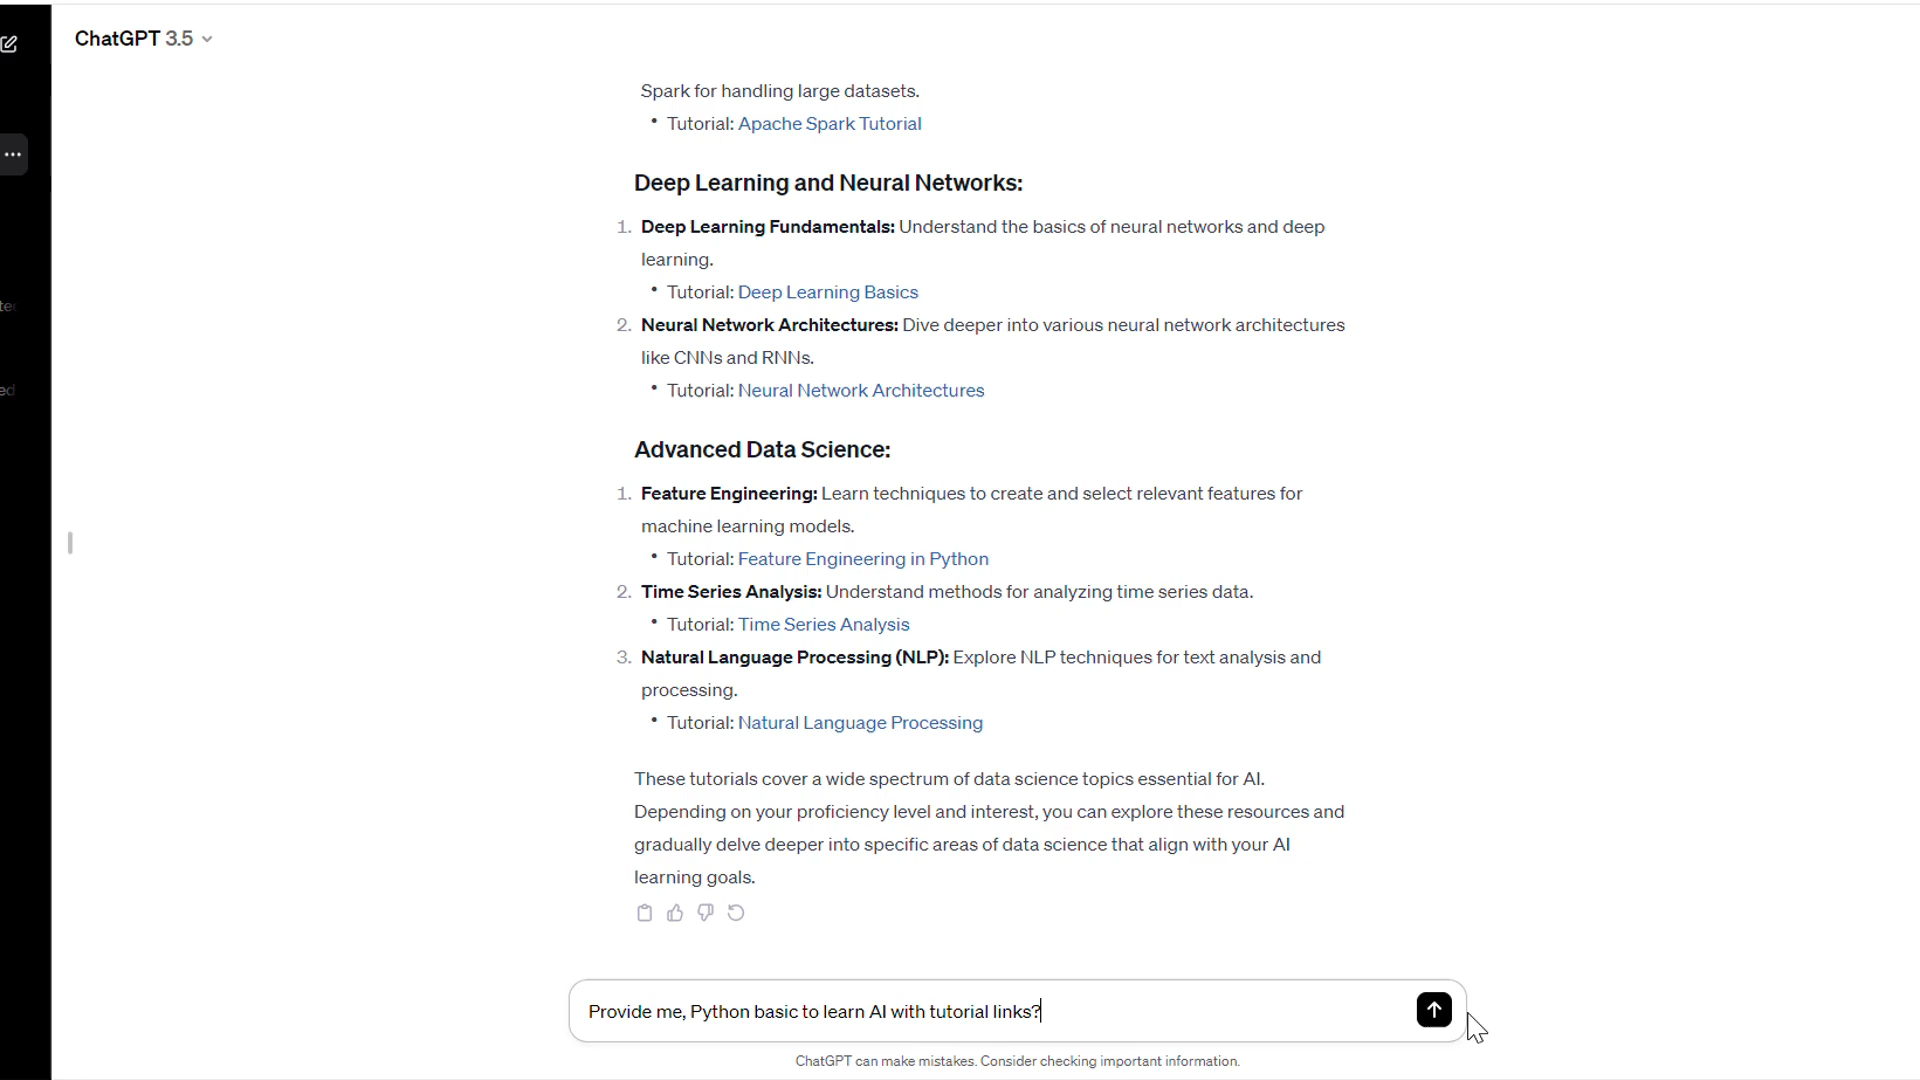 ChatGPT 3.5
Spark for handling large datasets.
• Tutorial: Apache Spark Tutorial
Deep Learning and Neural Networks:
1. Deep Learning Fundamentals: Understand the basics of neural networks and deep
learning.
• Tutorial: Deep Learning Basics
2. Neural Network Architectures: Dive deeper into various neural network architectures
like CNNs and RNNs.
• Tutorial: Neural Network Architectures
Advanced Data Science:
1. Feature Engineering: Learn techniques to create and select relevant features for
machine learning models.
• Tutorial: Feature Engineering in Python
2. Time Series Analysis: Understand methods for analyzing time series data.
• Tutorial: Time Series Analysis
3. Natural Language Processing (NLP): Explore NLP techniques for text analysis and
processing.
• Tutorial: Natural Language Processing
These tutorials cover a wide spectrum of data science topics essential for AI.
Depending on your proficiency level and interest, you can explore these resources and
gradually delve deeper into specific areas of data science that align with your AI
learning goals.
Provide me, Python basic to learn AI with tutorial links?
ChatGPT can make mistakes. Consider checking important information.